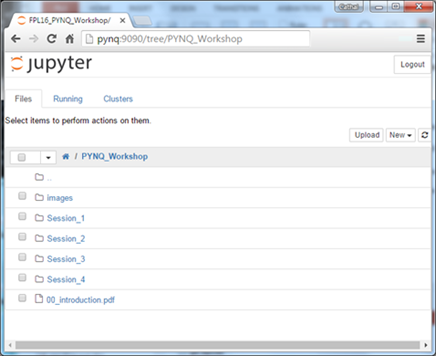 FPL16_PYNQ_Workshop/
pynq:9090/tree/PYNQ_Workshop
jupyter
Logout
Files Running Clusters
Select items to perform actions on them.
Upload New
/ PYNQ_Workshop
..
images
Session_1
Session_2
Session_3
Session_4
00_introduction.pdf